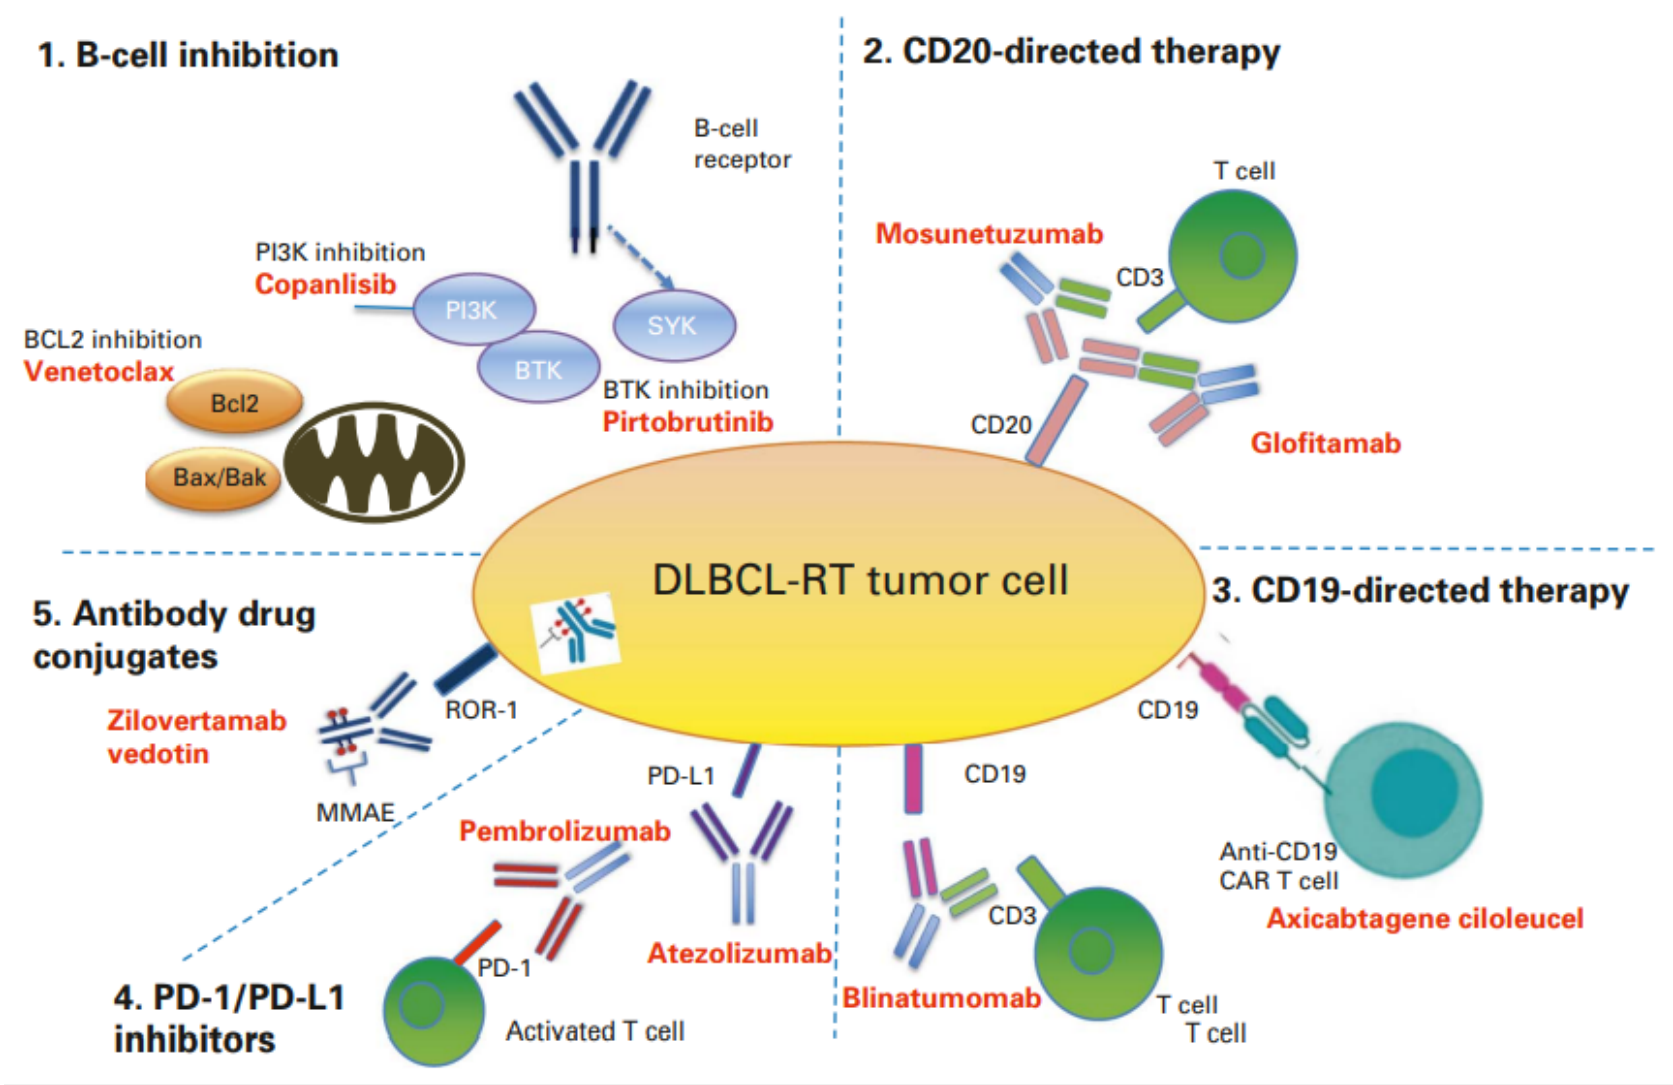 1. B-cell inhibition
B-cell
receptor
PI3K inhibition
Copanlisib
PI3K
SYK
BCL2 inhibition
Venetoclax
BTK
BTK inhibition
Pirtobrutinib
Bcl2
Bax/Bak
2. CD20-directed therapy
T cell
Mosunetuzumab
CD3
CD20
Glofitamab
DLBCL-RT tumor cell
3. CD19-directed therapy
CD19
Anti-CD19
CAR T cell
Axicabtagene ciloleucel
CD19
CD3
Blinatumomab
T cell
T cell
5. Antibody drug
conjugates
ROR-1
Zilovertamab
vedotin
MMAE
PD-L1
Pembrolizumab
Atezolizumab
PD-1
4. PD-1/PD-L1
inhibitors
Activated T cell